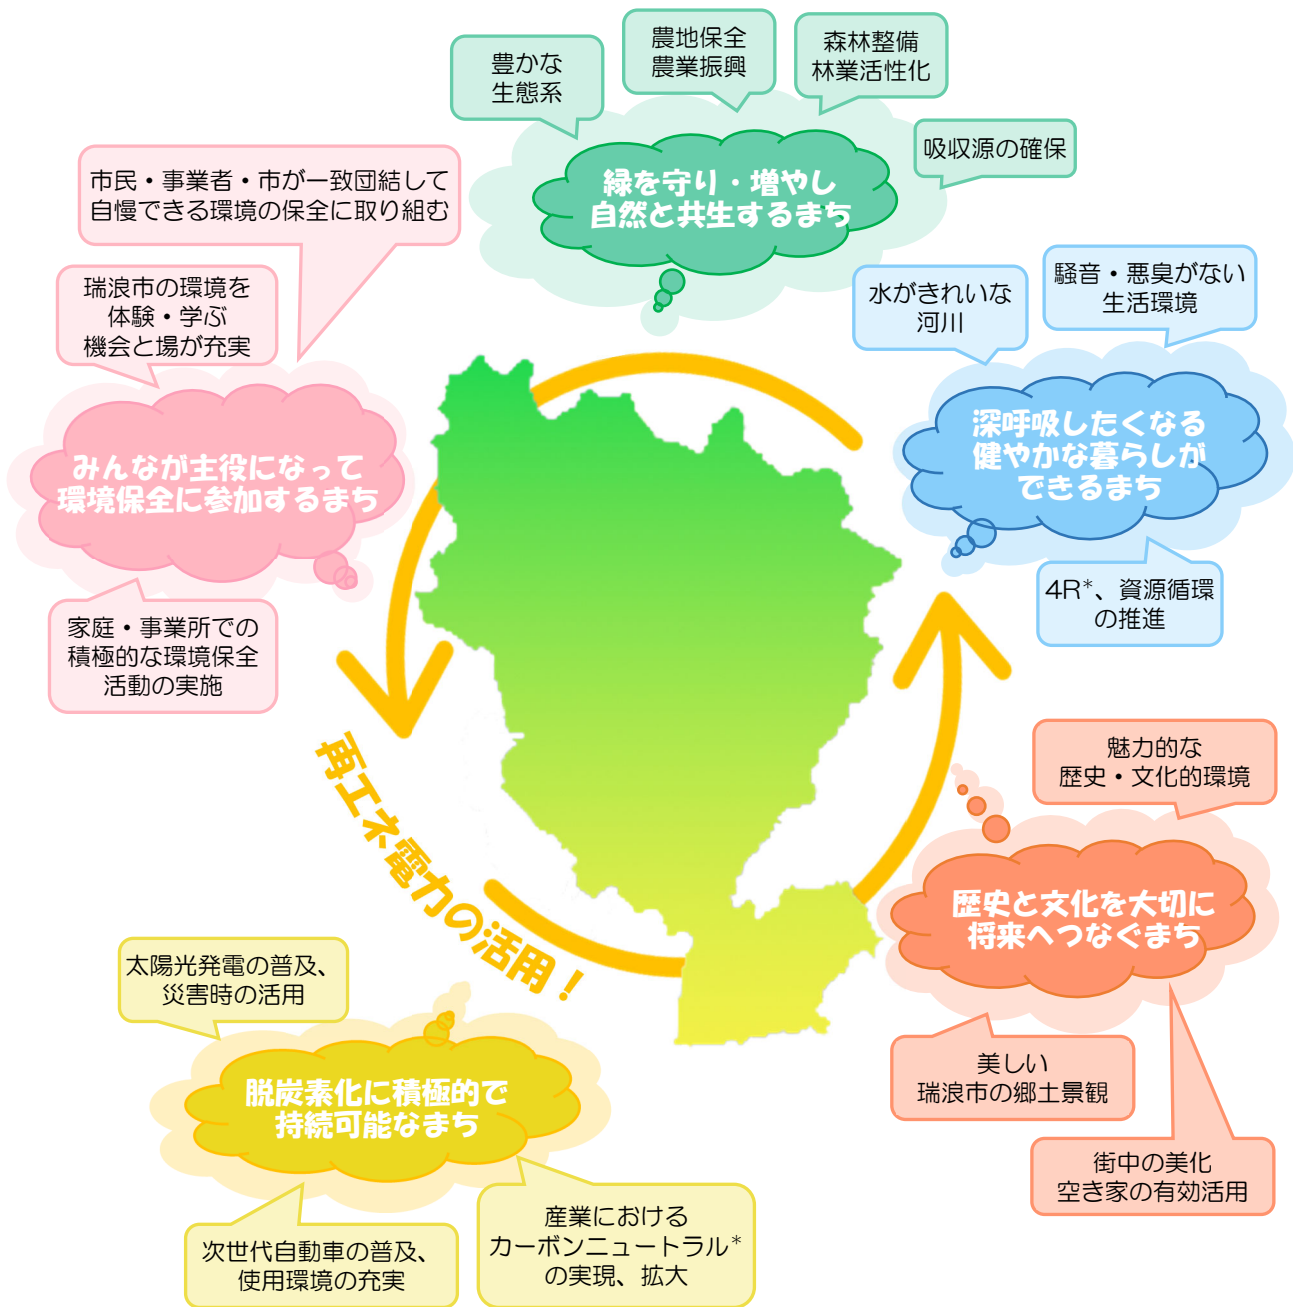 豊かな
生態系
農地保全
農業振興
森林整備
林業活性化
吸収源の確保
緑を守り・増やし
自然と共生するまち
市民・事業者・市が一致団結して
自慢できる環境の保全に取り組む
瑞浪市の環境を
体験・学ぶ
機会と場が充実
みんなが主役になって
環境保全に参加するまち
家庭・事業所での
積極的な環境保全
活動の実施
水がきれいな
河川
騒音・悪臭がない
生活環境
深呼吸したくなる
健やかな暮らしが
できるまち
4R*、資源循環
の推進
魅力的な
歴史・文化的環境
歴史と文化を大切に
将来へつなぐまち
美しい
瑞浪市の郷土景観
街中の美化
空き家の有効活用
再エネ電力の活用！
太陽光発電の普及、
災害時の活用
脱炭素化に積極的で
持続可能なまち
次世代自動車の普及、
使用環境の充実
産業における
カーボンニュートラル*
の実現、拡大